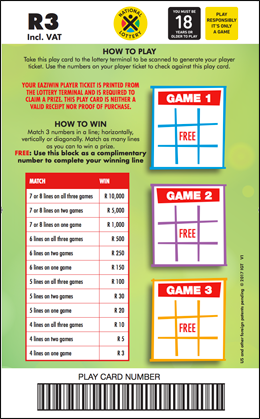 R3
Incl. VAT
NATIONAL
LOTTERY
YOU MUST BE
18
YEARS
OR OLDER TO PLAY
PLAY
RESPONSIBLY
IT'S ONLY
A GAME
HOW TO PLAY
Take this play card to the lottery terminal to be scanned to generate your player
ticket. Use the numbers on your player ticket to check against this play card.
YOUR EAZIWIN PLAYER TICKET IS PRINTED FROM
THE LOTTERY TERMINAL AND IS REQUIRED TO
CLAIM A PRIZE, THIS PLAY CARD IS NEITHER A
VALID RECEIPT NOR PROOF OF PURCHASE.
HOW TO WIN
Match 3 numbers in a line; horizontally,
vertically or diagonally. Match as many lines
as you can to win a prize.
FREE: Use this block as a complimentary
number to complete your winning line
MATCH WIN
7 or 8 lines on all three games R 10,000
7 or 8 lines on two games R 5,000
7 or 8 lines on one game R 1,000
6 lines on all three games R 500
6 lines on two games R 250
6 lines on one game R 150
5 lines on all three games R 100
5 lines on two games R 30
5 lines on one game R 20
4 lines on all three games R 10
4 lines on two games R 5
4 lines on one game R 3
GAME 1
FREE
GAME 2
FREE
GAME 3
FREE
US and other foreign patents pending. © 2017 IGT V1
PLAY CARD NUMBER